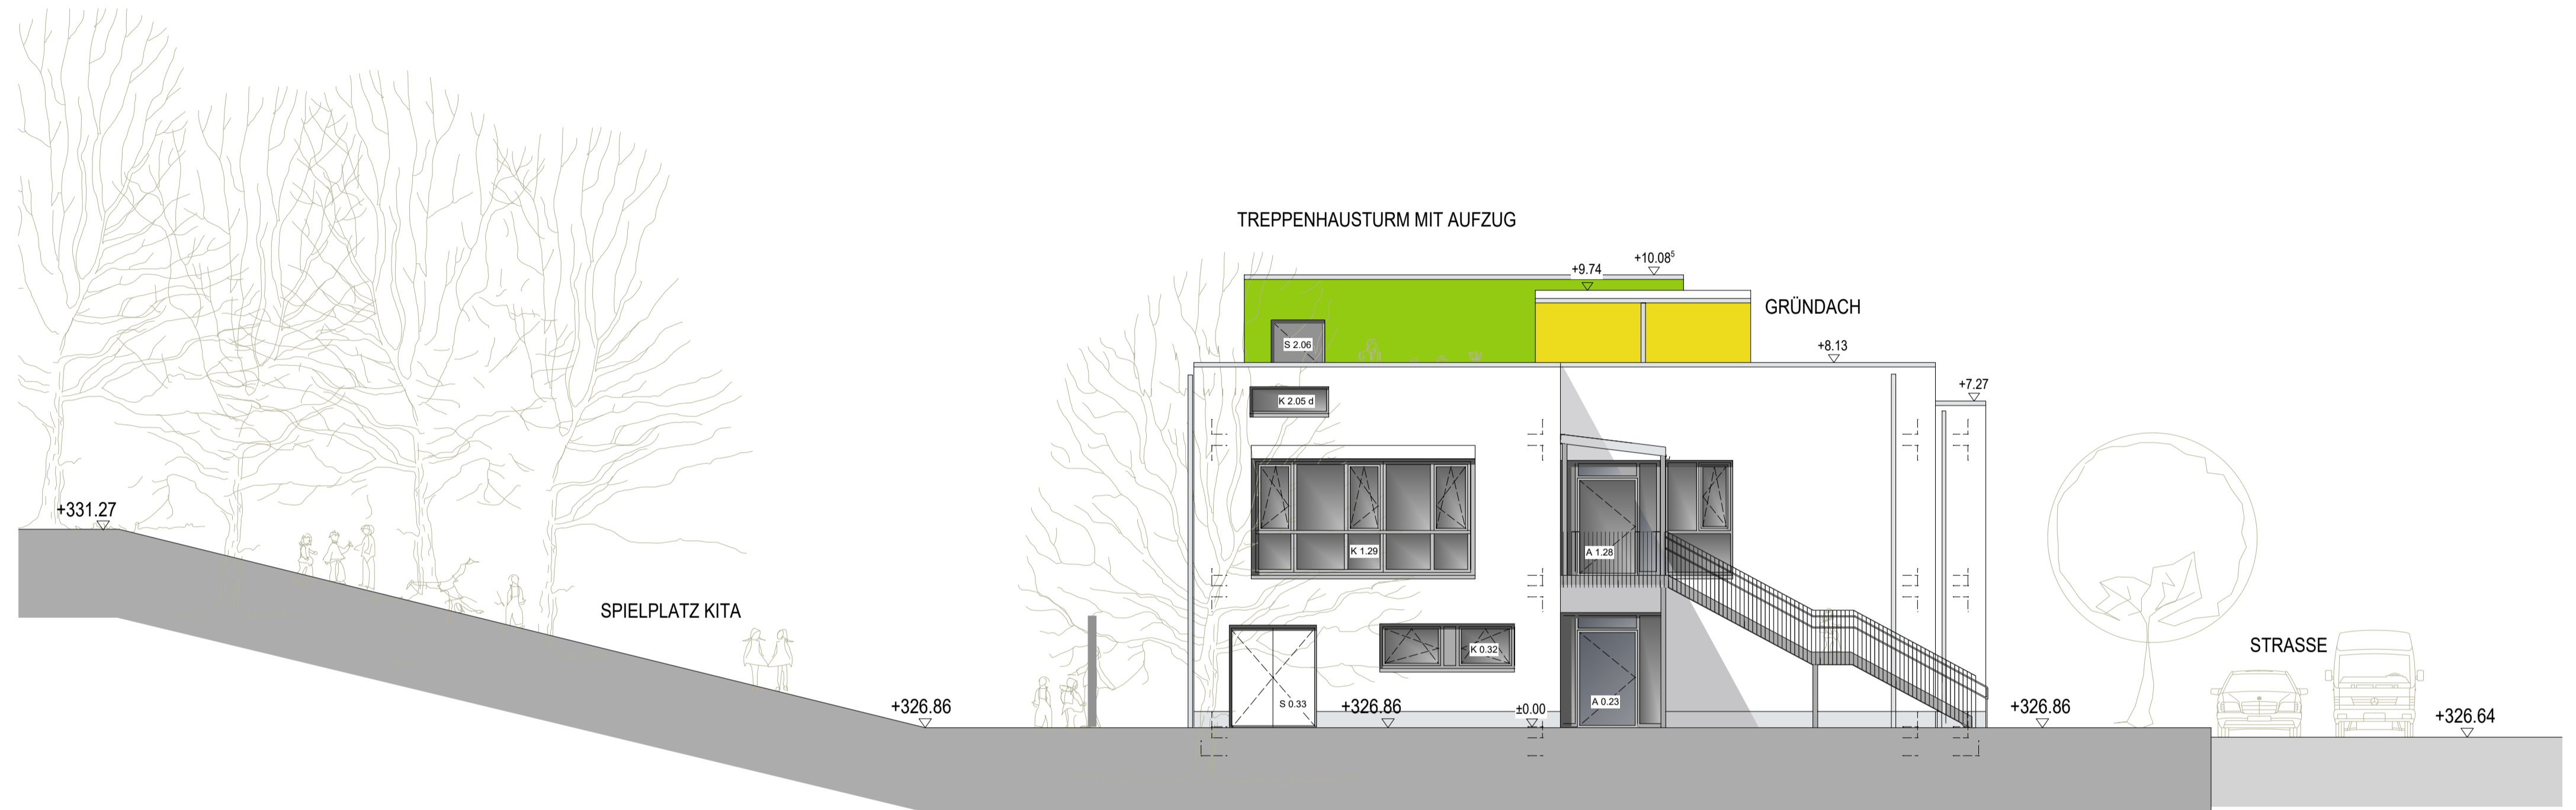 TREPPENHAUSTURM MIT AUFZUG
+10.08⁵
+9.74
GRÜNDACH
S 2.06
+8.13
+7.27
K 2.05 d
+331.27
K 1.29
A 1.28
SPIELPLATZ KITA
STRASSE
K 0.32
S 0.33
A 0.23
+326.86
+326.86
±0.00
+326.86
+326.64